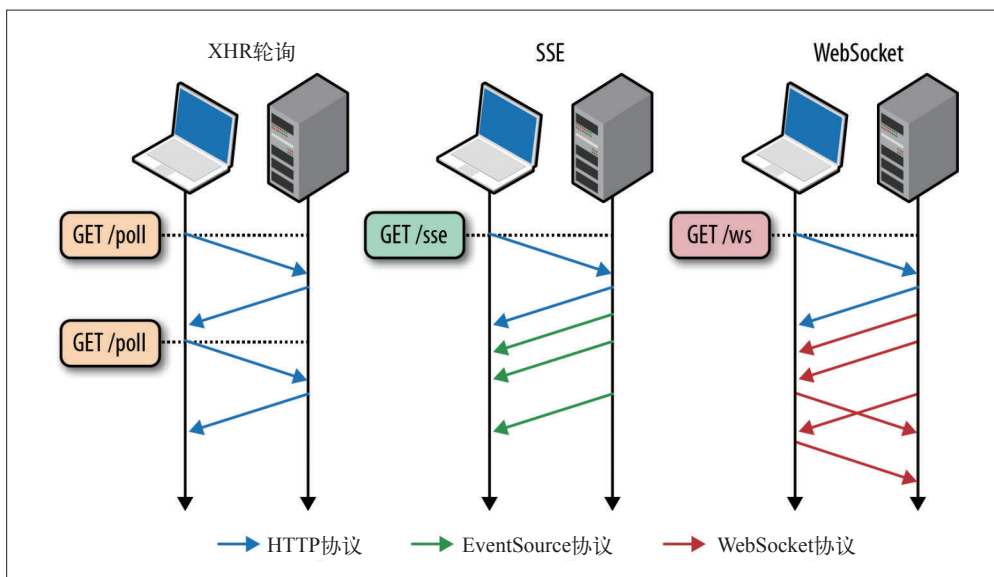 XHR轮询
SSE
WebSocket
GET /poll
GET /sse
GET /ws
GET /poll
HTTP协议
EventSource协议
WebSocket协议